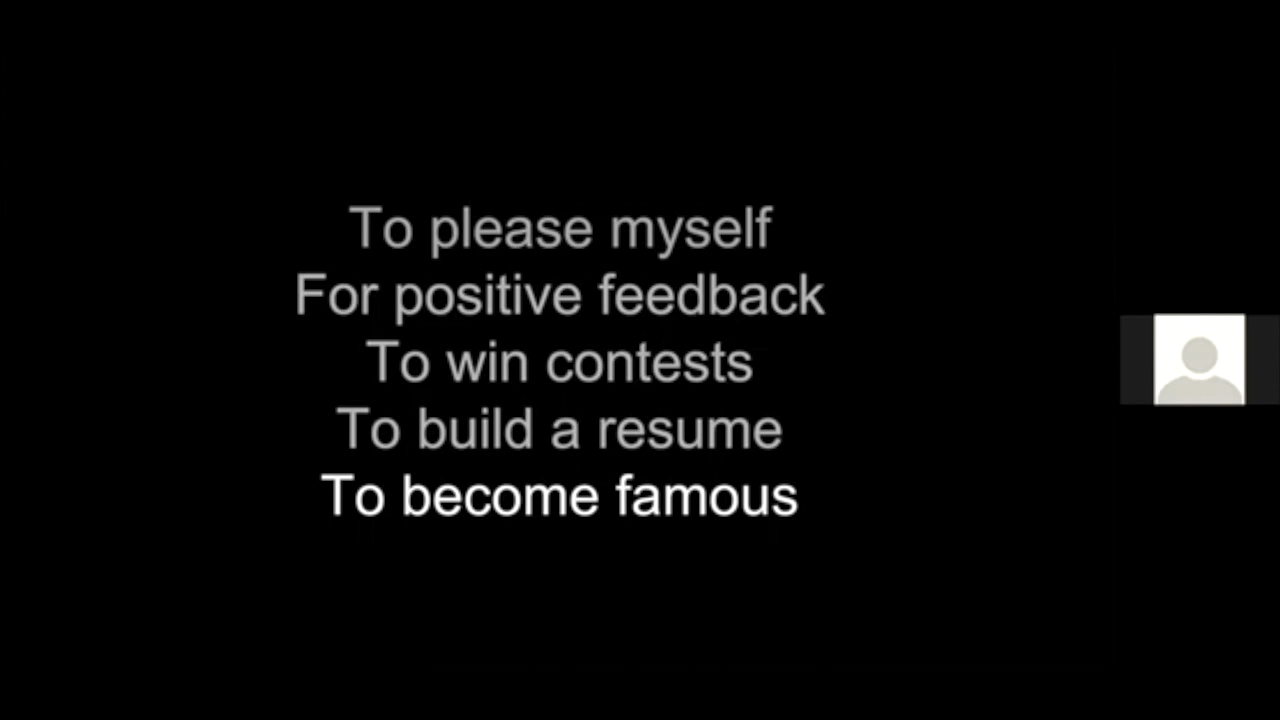 To please myself
For positive feedback
To win contests
To build a resume
To become famous